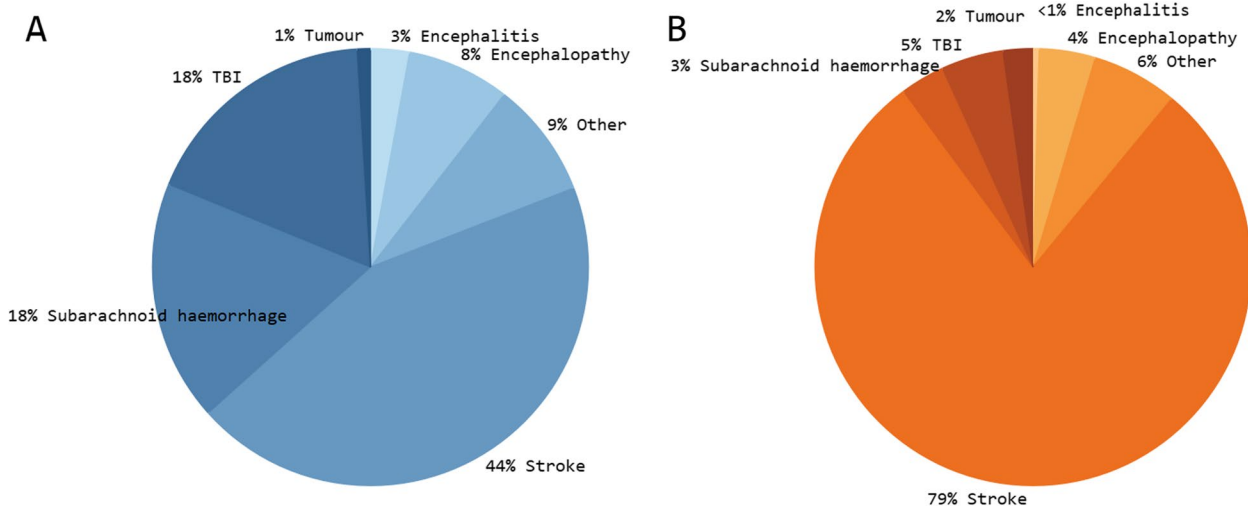 A
1% Tumour
3% Encephalitis
8% Encephalopathy
18% TBI
9% Other
18% Subarachnoid haemorrhage
44% Stroke
B
2% Tumour
<1% Encephalitis
4% Encephalopathy
5% TBI
6% Other
3% Subarachnoid haemorrhage
79% Stroke